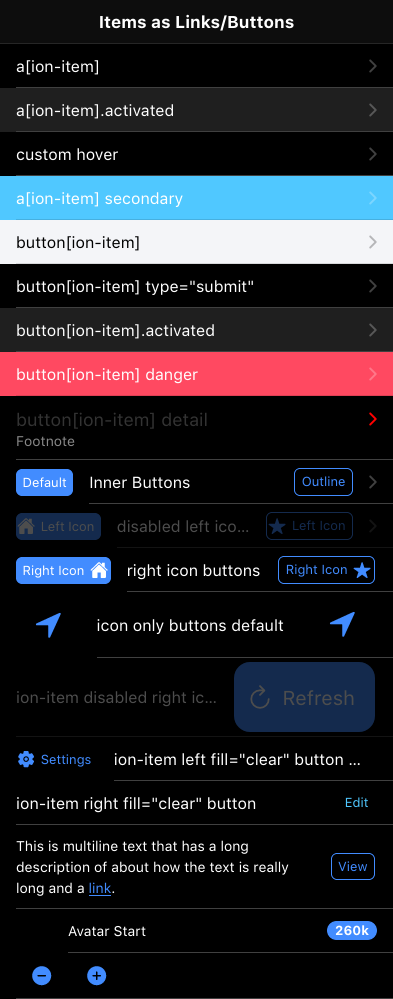 Items as Links/Buttons
a[ion-item]
a[ion-item].activated
custom hover
a[ion-item] secondary
button[ion-item]
button[ion-item] type="submit"
button[ion-item].activated
button[ion-item] danger
button[ion-item] detail
Footnote
Default Inner Buttons Outline
Left Icon disabled left ico... Left Icon
Right Icon right icon buttons Right Icon
icon only buttons default
ion-item disabled right ic... Refresh
Settings ion-item left fill="clear" button ...
ion-item right fill="clear" button Edit
This is multiline text that has a long
description of about how the text is really
long and a link.
View
Avatar Start 260k